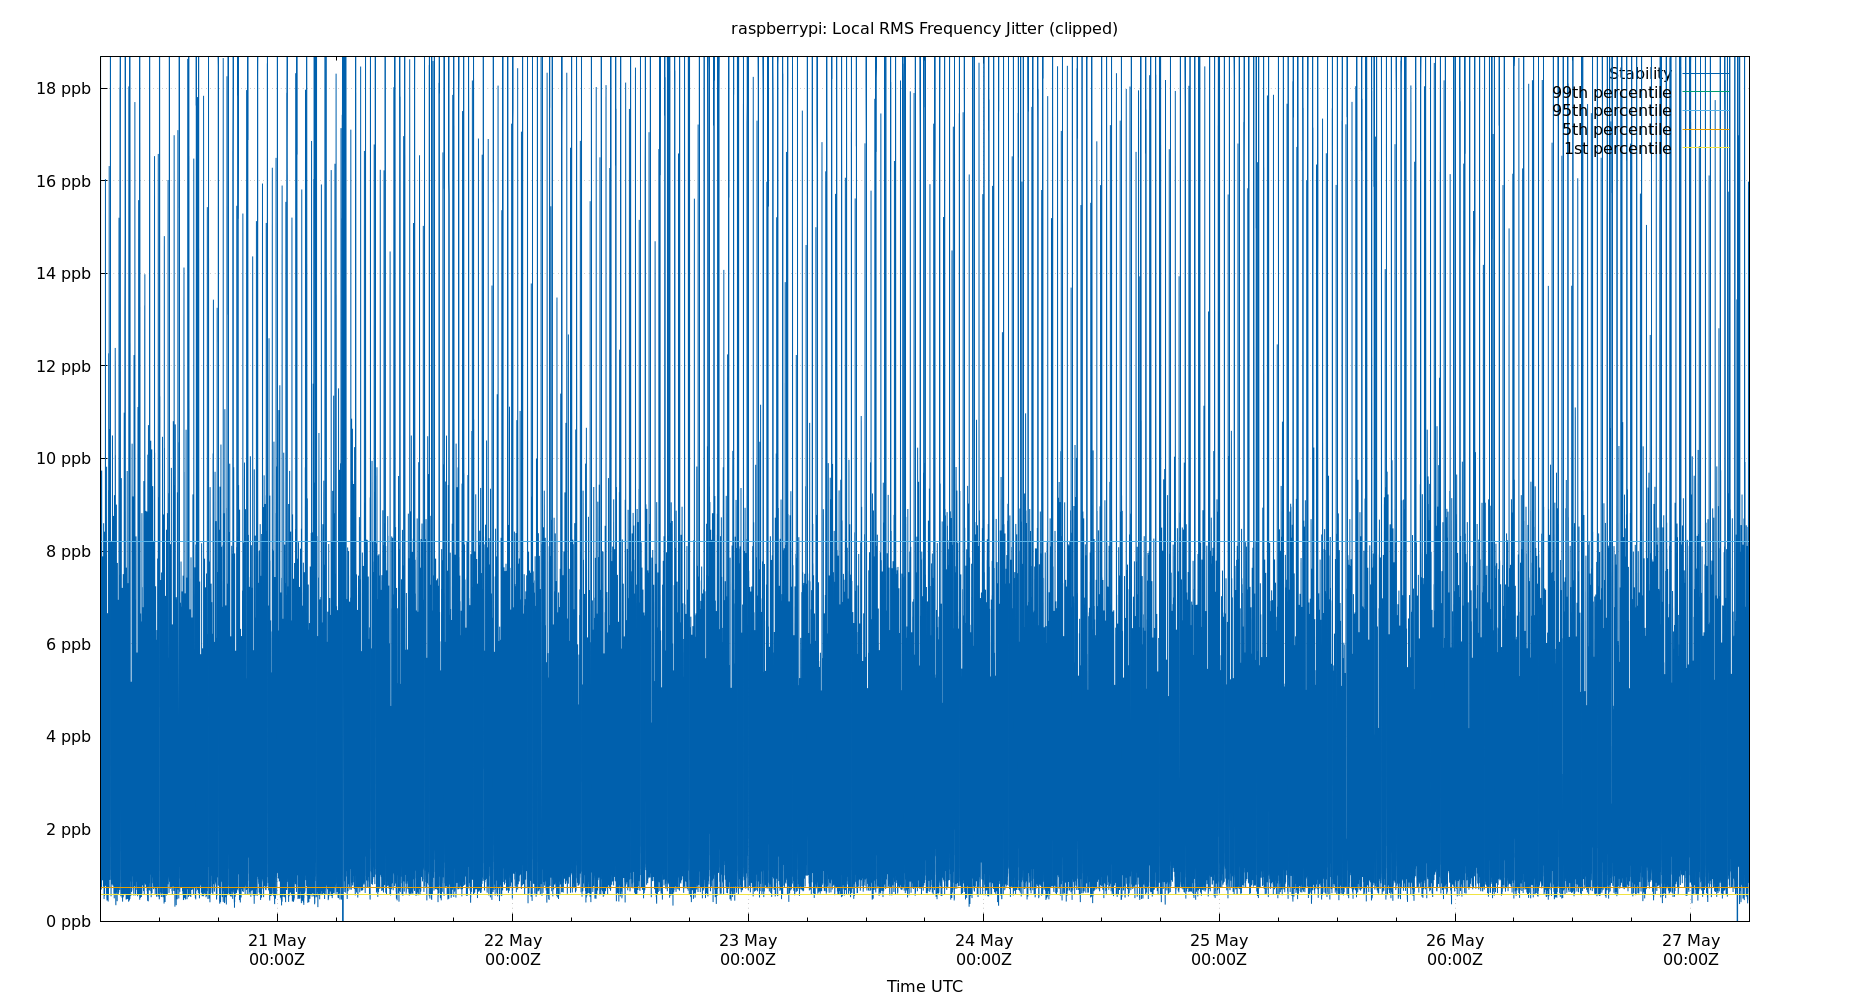 raspberrypi: Local RMS Frequency Jitter (clipped)
18 ppb
16 ppb
14 ppb
12 ppb
10 ppb
8 ppb
6 ppb
4 ppb
2 ppb
0 ppb
Stability
99th percentile
95th percentile
5th percentile
1st percentile
21 May
00:00Z
22 May
00:00Z
23 May
00:00Z
24 May
00:00Z
25 May
00:00Z
26 May
00:00Z
27 May
00:00Z
Time UTC